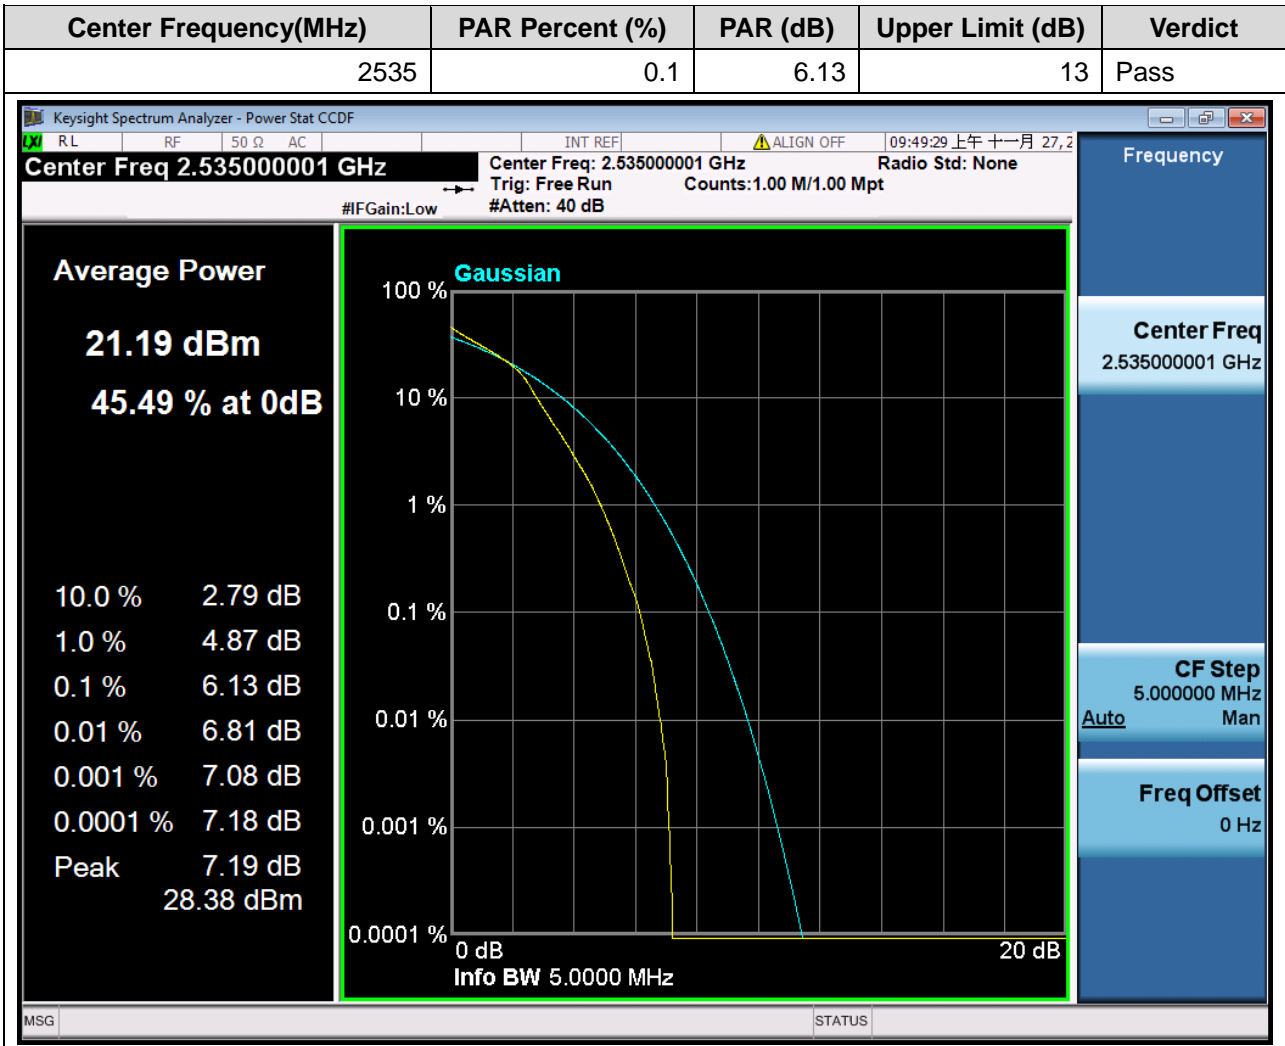 Center Frequency(MHz) PAR Percent (%) PAR (dB) Upper Limit (dB) Verdict
2535 0.1 6.13 13 Pass
Keysight Spectrum Analyzer - Power Stat CCDF
LXI RL RF 50 Ω AC INT REF ALIGN OFF 09:49:29 上午 十一月 27, 2
Center Freq 2.535000001 GHz
Center Freq: 2.535000001 GHz Radio Std: None
Trig: Free Run Counts:1.00 M/1.00 Mpt
#IFGain:Low #Atten: 40 dB
Frequency
Average Power
21.19 dBm
45.49 % at 0dB
10.0 % 2.79 dB
1.0 % 4.87 dB
0.1 % 6.13 dB
0.01 % 6.81 dB
0.001 % 7.08 dB
0.0001 % 7.18 dB
Peak 7.19 dB
28.38 dBm
Gaussian
100 %
10 %
1 %
0.1 %
0.01 %
0.001 %
0.0001 %
0 dB 20 dB
Info BW 5.0000 MHz
Center Freq
2.535000001 GHz
CF Step
5.000000 MHz
Auto Man
Freq Offset
0 Hz
MSG STATUS